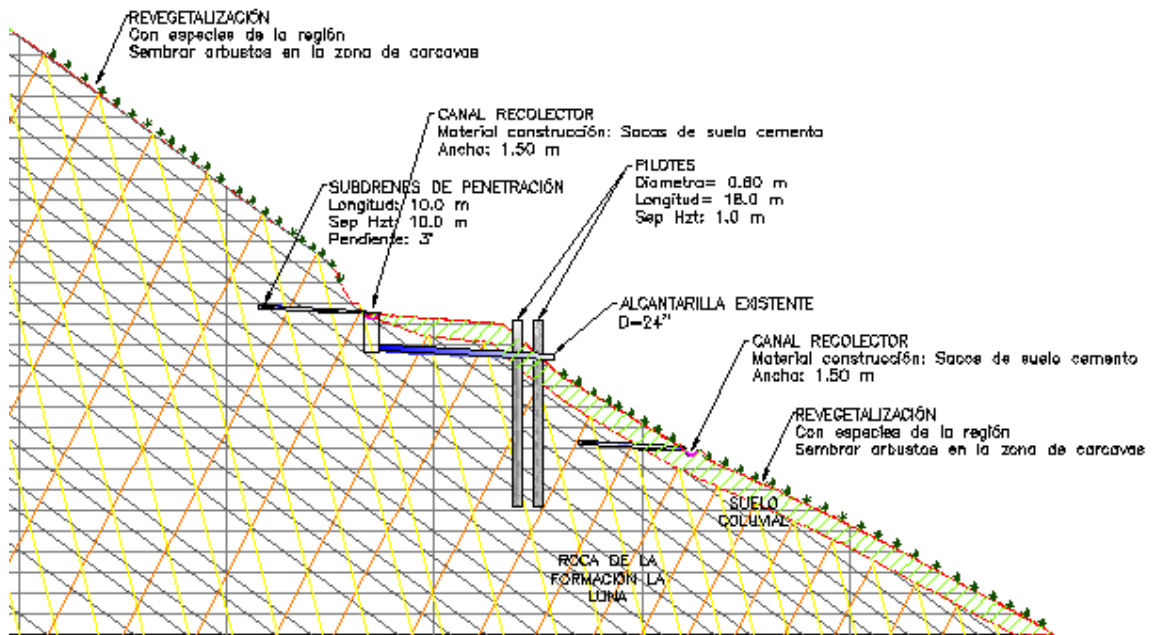 REVEGETALIZACIÓN
Con especies de la región
Sembrar arbustos en la zona de carcavas
CANAL RECOLECTOR
Material construcción: Sacos de suelo cemento
Ancho: 1.50 m
PILOTES
Diametro= 0.60 m
Longitud= 18.0 m
Sep Hzt: 1.0 m
SUBDRENES DE PENETRACIÓN
Longitud: 10.0 m
Sep Hzt: 10.0 m
Pendiente: 3°
ALCANTARILLA EXISTENTE
D=24"
CANAL RECOLECTOR
Material construcción: Sacos de suelo cemento
Ancho: 1.50 m
REVEGETALIZACIÓN
Con especies de la región
Sembrar arbustos en la zona de carcavas
SUELO
COLUVIAL
ROCA DE LA
FORMACIÓN LA
LUNA